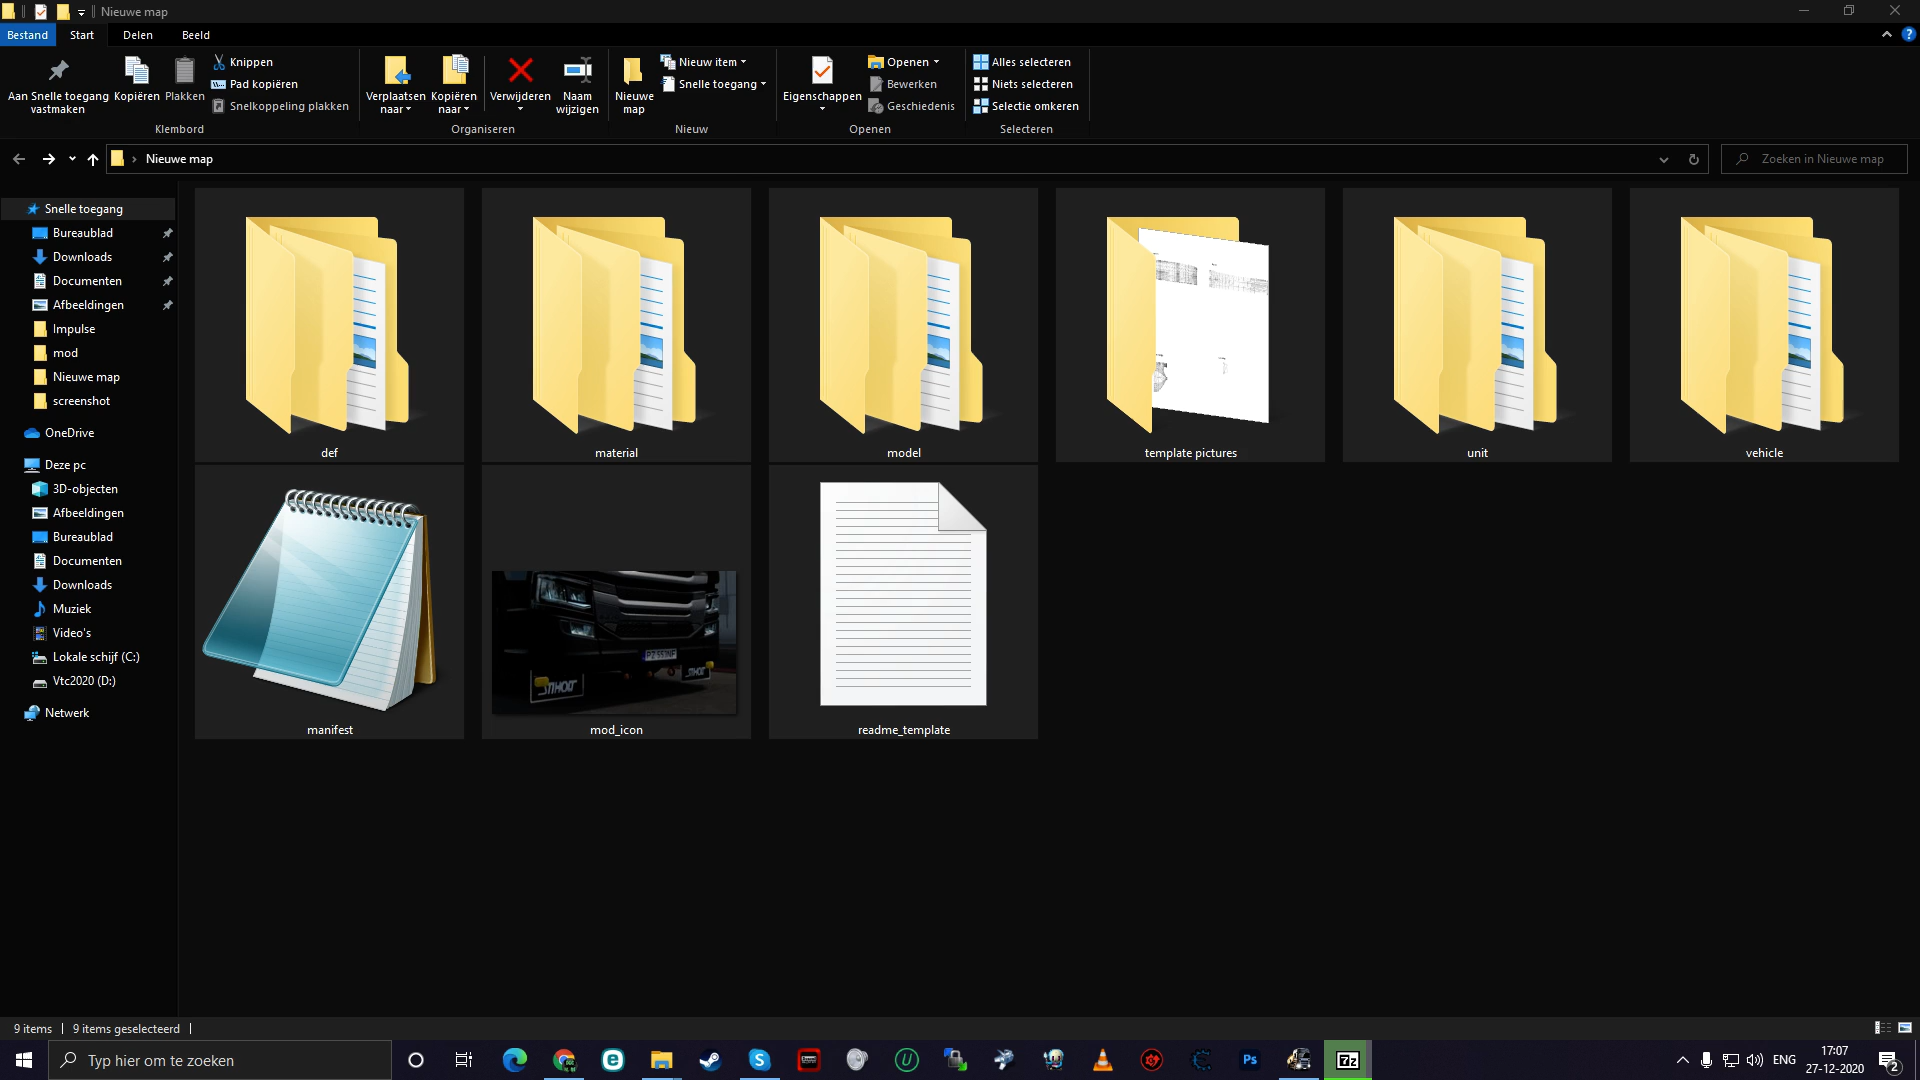 Nieuwe map
Bestand Start Delen Beeld
Aan Snelle toegang vastmaken
Kopiëren
Plakken
Knippen
Pad kopiëren
Snelkoppeling plakken
Klembord
Verplaatsen naar
Kopiëren naar
Verwijderen
Naam wijzigen
Organiseren
Nieuwe map
Nieuw item
Snelle toegang
Nieuw
Eigenschappen
Openen
Bewerken
Geschiedenis
Openen
Alles selecteren
Niets selecteren
Selectie omkeren
Selecteren
Nieuwe map
Zoeken in Nieuwe map
Snelle toegang
Bureaublad
Downloads
Documenten
Afbeeldingen
Impulse
mod
Nieuwe map
screenshot
OneDrive
Deze pc
3D-objecten
Afbeeldingen
Bureaublad
Documenten
Downloads
Muziek
Video's
Lokale schijf (C:)
Vtc2020 (D:)
Netwerk
def
material
model
template pictures
unit
vehicle
manifest
mod_icon
readme_template
9 items
9 items geselecteerd
Typ hier om te zoeken
Ps
7z
ENG
17:07
27-12-2020
2